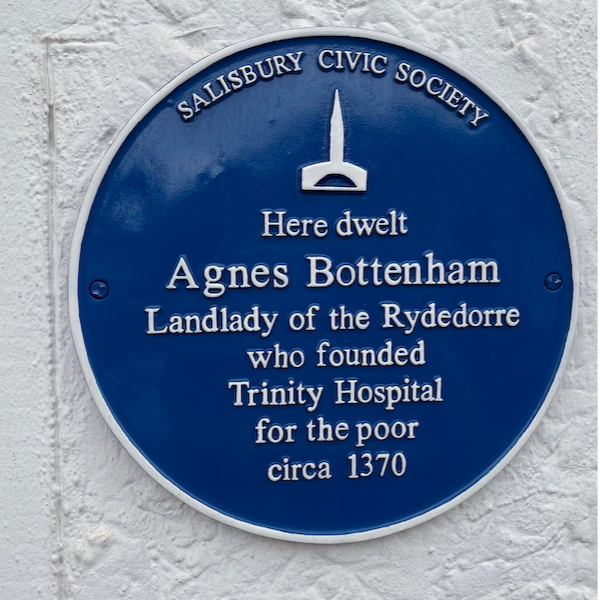 SALISBURY CIVIC SOCIETY
Here dwelt
Agnes Bottenham
Landlady of the Rydedorre
who founded
Trinity Hospital
for the poor
circa 1370